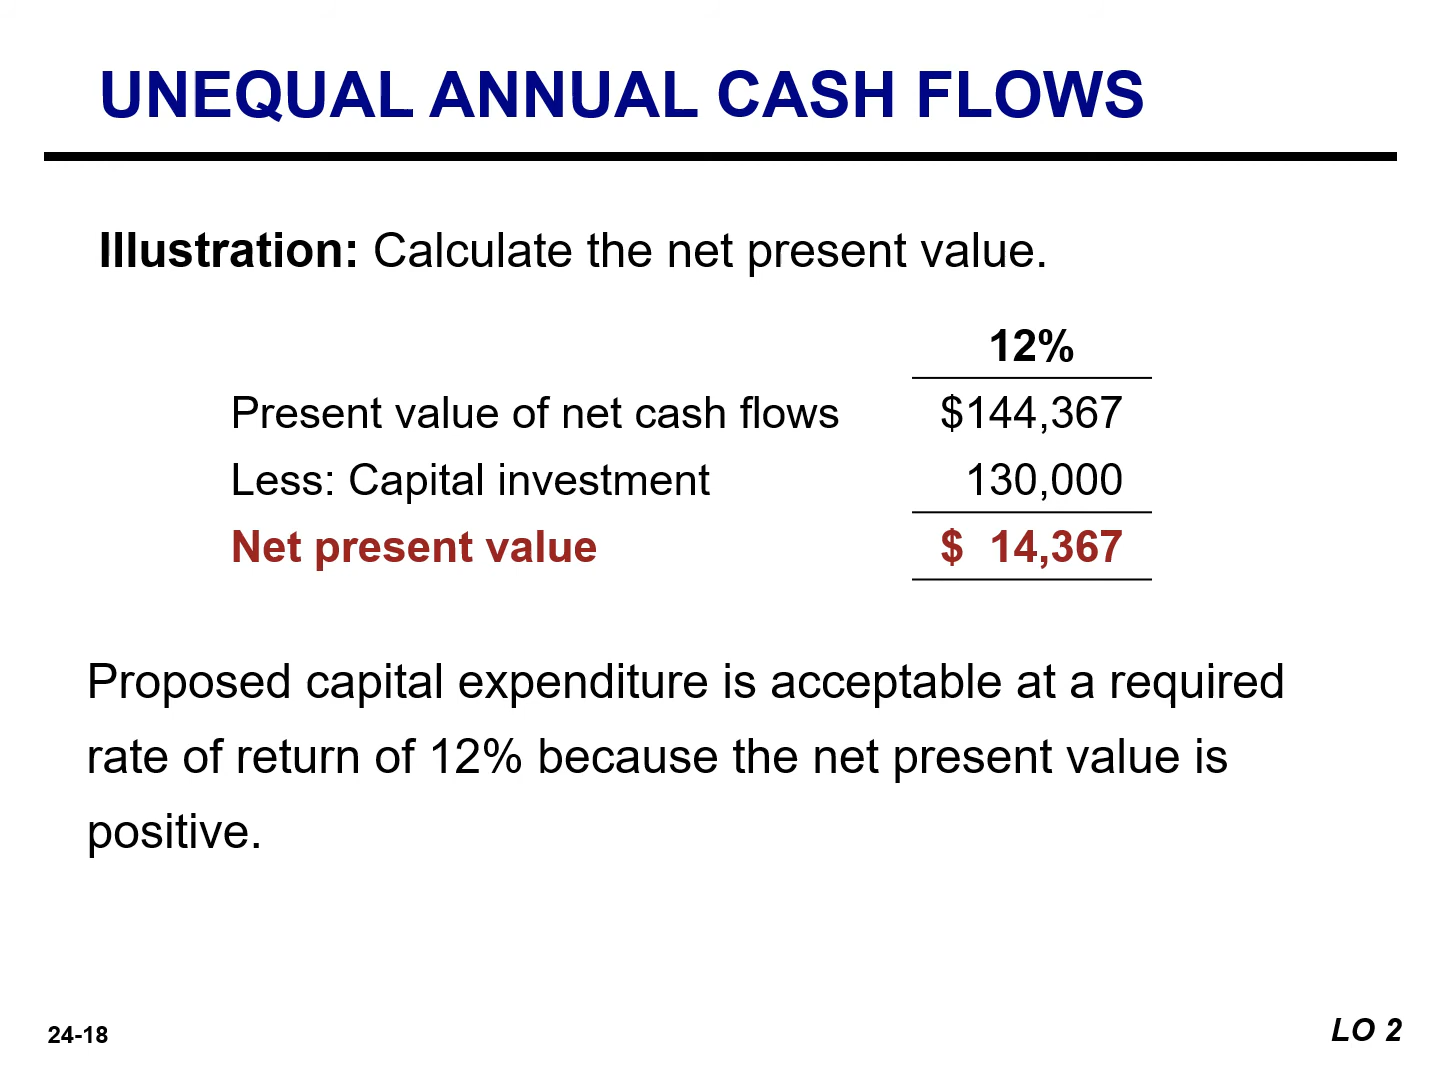 UNEQUAL ANNUAL CASH FLOWS
Illustration: Calculate the net present value.
12%
Present value of net cash flows $144,367
Less: Capital investment 130,000
Net present value $ 14,367
Proposed capital expenditure is acceptable at a required
rate of return of 12% because the net present value is
positive.
24-18
LO 2